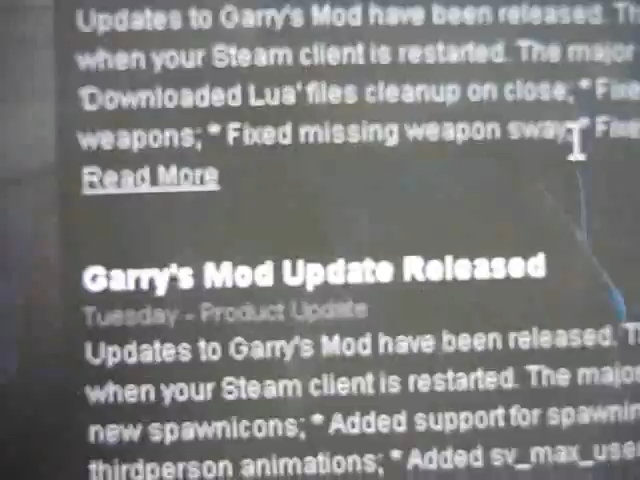 Updates to Garry's Mod have been released. Th
when your Steam client is restarted. The major
'Downloaded Lua' files cleanup on close; * Fixe
weapons; * Fixed missing weapon sway; * Fixe
Read More
Garry's Mod Update Released
Tuesday - Product Update
Updates to Garry's Mod have been released. T
when your Steam client is restarted. The major
new spawnicons; * Added support for spawnin
thirdperson animations; * Added sv_max_user